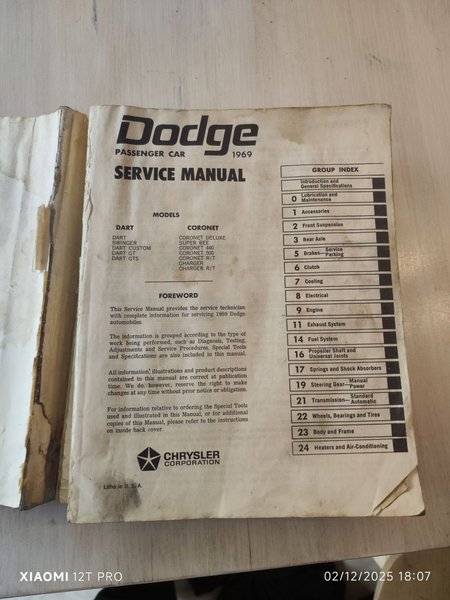 Dodge
PASSENGER CAR 1969
SERVICE MANUAL
MODELS
DART
DART
SWINGER
DART CUSTOM
DART GT
DART GTS
CORONET
CORONET DELUXE
SUPER BEE
CORONET 440
CORONET 500
CORONET R/T
CHARGER
CHARGER R/T
FOREWORD
This Service Manual provides the service technician
with complete information for servicing 1969 Dodge
automobiles.
The information is grouped according to the type of
work being performed, such as Diagnosis, Testing,
Adjustments and Service Procedures. Special Tools
and Specifications are also included in this manual.
All information, illustrations and product descriptions
contained in this manual are correct at publication
time. We do, however, reserve the right to make
changes at any time without prior notice or obligation.
For information relative to ordering the Special Tools
used and illustrated in this Manual, or for additional
copies of this Manual, please refer to the instructions
on inside back cover.
CHRYSLER
CORPORATION
Litho in U.S.A.
GROUP INDEX
Introduction and
General Specifications
0 Lubrication and
Maintenance
1 Accessories
2 Front Suspension
3 Rear Axle
5 Brakes—Service
Parking
6 Clutch
7 Cooling
8 Electrical
9 Engine
11 Exhaust System
14 Fuel System
16 Propeller Shaft and
Universal Joints
17 Springs and Shock Absorbers
19 Steering Gear—Manual
Power
21 Transmission—Standard
Automatic
22 Wheels, Bearings and Tires
23 Body and Frame
24 Heaters and Air-Conditioning
XIAOMI 12T PRO
02/12/2025 18:07